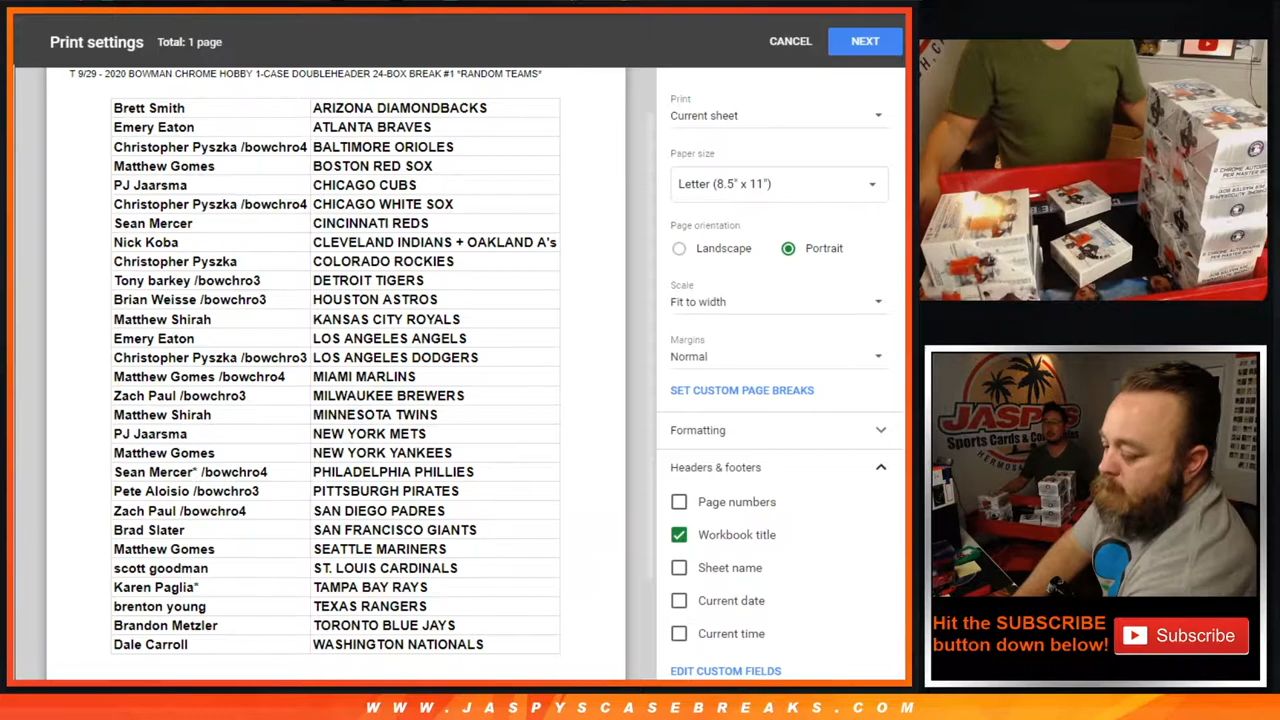 Print settings Total: 1 page CANCEL NEXT
T 9/29 - 2020 BOWMAN CHROME HOBBY 1-CASE DOUBLEHEADER 24-BOX BREAK #1 *RANDOM TEAMS*
Brett Smith ARIZONA DIAMONDBACKS
Emery Eaton ATLANTA BRAVES
Christopher Pyszka /bowchro4 BALTIMORE ORIOLES
Matthew Gomes BOSTON RED SOX
PJ Jaarsma CHICAGO CUBS
Christopher Pyszka /bowchro4 CHICAGO WHITE SOX
Sean Mercer CINCINNATI REDS
Nick Koba CLEVELAND INDIANS + OAKLAND A's
Christopher Pyszka COLORADO ROCKIES
Tony barkey /bowchro3 DETROIT TIGERS
Brian Weisse /bowchro3 HOUSTON ASTROS
Matthew Shirah KANSAS CITY ROYALS
Emery Eaton LOS ANGELES ANGELS
Christopher Pyszka /bowchro3 LOS ANGELES DODGERS
Matthew Gomes /bowchro4 MIAMI MARLINS
Zach Paul /bowchro3 MILWAUKEE BREWERS
Matthew Shirah MINNESOTA TWINS
PJ Jaarsma NEW YORK METS
Matthew Gomes NEW YORK YANKEES
Sean Mercer* /bowchro4 PHILADELPHIA PHILLIES
Pete Aloisio /bowchro3 PITTSBURGH PIRATES
Zach Paul /bowchro4 SAN DIEGO PADRES
Brad Slater SAN FRANCISCO GIANTS
Matthew Gomes SEATTLE MARINERS
scott goodman ST. LOUIS CARDINALS
Karen Paglia* TAMPA BAY RAYS
brenton young TEXAS RANGERS
Brandon Metzler TORONTO BLUE JAYS
Dale Carroll WASHINGTON NATIONALS
Print
Current sheet
Paper size
Letter (8.5" x 11")
Page orientation
Landscape Portrait
Scale
Fit to width
Margins
Normal
SET CUSTOM PAGE BREAKS
Formatting
Headers & footers
Page numbers
Workbook title
Sheet name
Current date
Current time
EDIT CUSTOM FIELDS
JASPY'S
Sports Cards &
HERMOSA
Hit the SUBSCRIBE
button down below!
Subscribe
WWW.JASPYSCASEBREAKS.COM